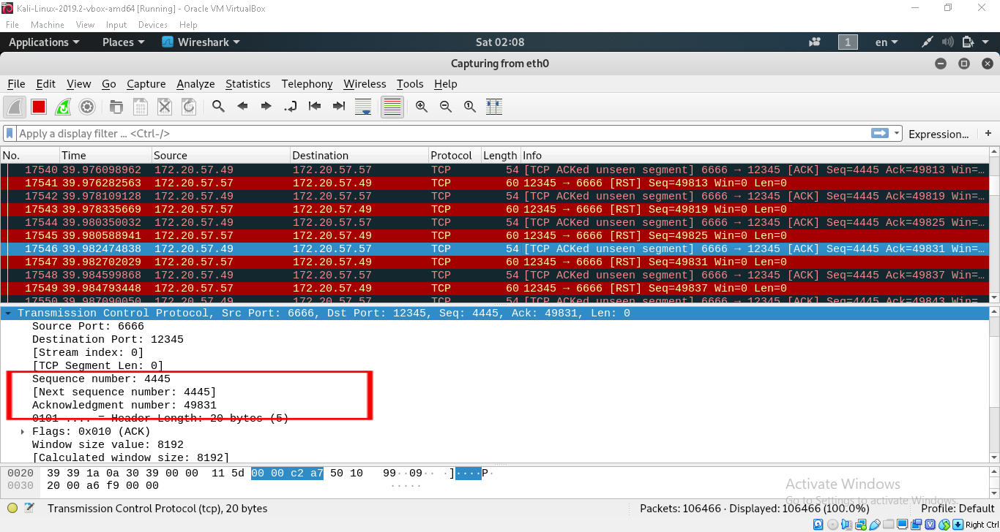 Kali-Linux-2019.2-vbox-amd64 [Running] - Oracle VM VirtualBox
File Machine View Input Devices Help
Applications Places Wireshark Sat 02:08 1 en
Capturing from eth0
File Edit View Go Capture Analyze Statistics Telephony Wireless Tools Help
Apply a display filter ... <Ctrl-/> Expression... +
No. Time Source Destination Protocol Length Info
17540 39.976098962 172.20.57.49 172.20.57.57 TCP 54 [TCP ACKed unseen segment] 6666 → 12345 [ACK] Seq=4445 Ack=49813 Win=…
17541 39.976282563 172.20.57.57 172.20.57.49 TCP 60 12345 → 6666 [RST] Seq=49813 Win=0 Len=0
17542 39.978109128 172.20.57.49 172.20.57.57 TCP 54 [TCP ACKed unseen segment] 6666 → 12345 [ACK] Seq=4445 Ack=49819 Win=…
17543 39.978335669 172.20.57.57 172.20.57.49 TCP 60 12345 → 6666 [RST] Seq=49819 Win=0 Len=0
17544 39.980350032 172.20.57.49 172.20.57.57 TCP 54 [TCP ACKed unseen segment] 6666 → 12345 [ACK] Seq=4445 Ack=49825 Win=…
17545 39.980588941 172.20.57.57 172.20.57.49 TCP 60 12345 → 6666 [RST] Seq=49825 Win=0 Len=0
17546 39.982474838 172.20.57.49 172.20.57.57 TCP 54 [TCP ACKed unseen segment] 6666 → 12345 [ACK] Seq=4445 Ack=49831 Win=…
17547 39.982702029 172.20.57.57 172.20.57.49 TCP 60 12345 → 6666 [RST] Seq=49831 Win=0 Len=0
17548 39.984599868 172.20.57.49 172.20.57.57 TCP 54 [TCP ACKed unseen segment] 6666 → 12345 [ACK] Seq=4445 Ack=49837 Win=…
17549 39.984793448 172.20.57.57 172.20.57.49 TCP 60 12345 → 6666 [RST] Seq=49837 Win=0 Len=0
17550 39.987090050 172.20.57.49 172.20.57.57 TCP 54 [TCP ACKed unseen segment] 6666 → 12345 [ACK] Seq=4445 Ack=49843 Win=…
Transmission Control Protocol, Src Port: 6666, Dst Port: 12345, Seq: 4445, Ack: 49831, Len: 0
Source Port: 6666
Destination Port: 12345
[Stream index: 0]
[TCP Segment Len: 0]
Sequence number: 4445
[Next sequence number: 4445]
Acknowledgment number: 49831
0101 .... = Header Length: 20 bytes (5)
Flags: 0x010 (ACK)
Window size value: 8192
[Calculated window size: 8192]
0020 39 39 1a 0a 30 39 00 00 11 5d 00 00 c2 a7 50 10 99··09·· ·]····P·
0030 20 00 a6 f9 00 00 ·····
Activate Windows
Go to Settings to activate Windows.
Transmission Control Protocol (tcp), 20 bytes Packets: 106466 · Displayed: 106466 (100.0%) Profile: Default
Right Ctrl